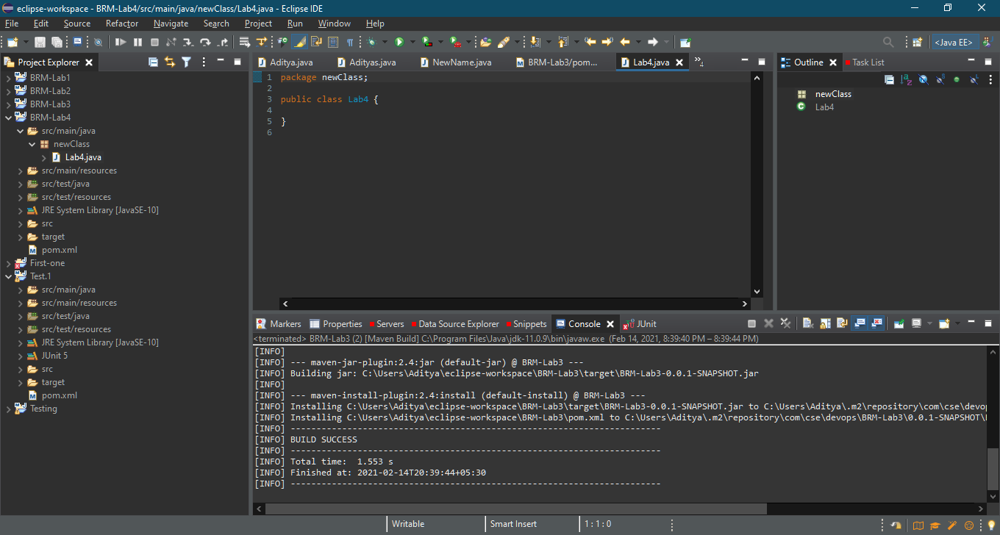 eclipse-workspace - BRM-Lab4/src/main/java/newClass/Lab4.java - Eclipse IDE
File Edit Source Refactor Navigate Search Project Run Window Help
<Java EE>
Project Explorer
BRM-Lab1
BRM-Lab2
BRM-Lab3
BRM-Lab4
src/main/java
newClass
Lab4.java
src/main/resources
src/test/java
src/test/resources
JRE System Library [JavaSE-10]
src
target
pom.xml
First-one
Test.1
src/main/java
src/main/resources
src/test/java
src/test/resources
JRE System Library [JavaSE-10]
JUnit 5
src
target
pom.xml
Testing
Aditya.java Adityas.java NewName.java BRM-Lab3/pom... Lab4.java »4
1 package newClass;
2
3 public class Lab4 {
4
5 }
6
Outline Task List
newClass
Lab4
Markers Properties Servers Data Source Explorer Snippets Console JUnit
<terminated> BRM-Lab3 (2) [Maven Build] C:\Program Files\Java\jdk-11.0.9\bin\javaw.exe (Feb 14, 2021, 8:39:40 PM – 8:39:44 PM)
[INFO]
[INFO] --- maven-jar-plugin:2.4:jar (default-jar) @ BRM-Lab3 ---
[INFO] Building jar: C:\Users\Aditya\eclipse-workspace\BRM-Lab3\target\BRM-Lab3-0.0.1-SNAPSHOT.jar
[INFO]
[INFO] --- maven-install-plugin:2.4:install (default-install) @ BRM-Lab3 ---
[INFO] Installing C:\Users\Aditya\eclipse-workspace\BRM-Lab3\target\BRM-Lab3-0.0.1-SNAPSHOT.jar to C:\Users\Aditya\.m2\repository\com\cse\devop
[INFO] Installing C:\Users\Aditya\eclipse-workspace\BRM-Lab3\pom.xml to C:\Users\Aditya\.m2\repository\com\cse\devops\BRM-Lab3\0.0.1-SNAPSHOT\
[INFO] ------------------------------------------------------------------------
[INFO] BUILD SUCCESS
[INFO] ------------------------------------------------------------------------
[INFO] Total time:  1.553 s
[INFO] Finished at: 2021-02-14T20:39:44+05:30
[INFO] ------------------------------------------------------------------------
Writable Smart Insert 1 : 1 : 0